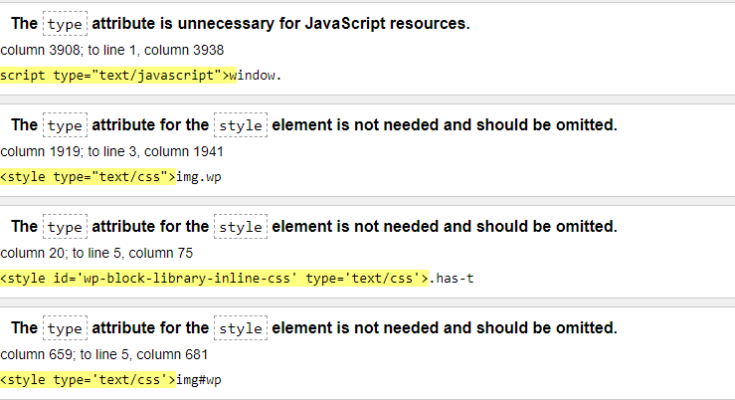 The type attribute is unnecessary for JavaScript resources.
column 3908; to line 1, column 3938
script type="text/javascript">window.
The type attribute for the style element is not needed and should be omitted.
column 1919; to line 3, column 1941
<style type="text/css">img.wp
The type attribute for the style element is not needed and should be omitted.
column 20; to line 5, column 75
<style id='wp-block-library-inline-css' type='text/css'>.has-t
The type attribute for the style element is not needed and should be omitted.
column 659; to line 5, column 681
<style type='text/css'>img#wp